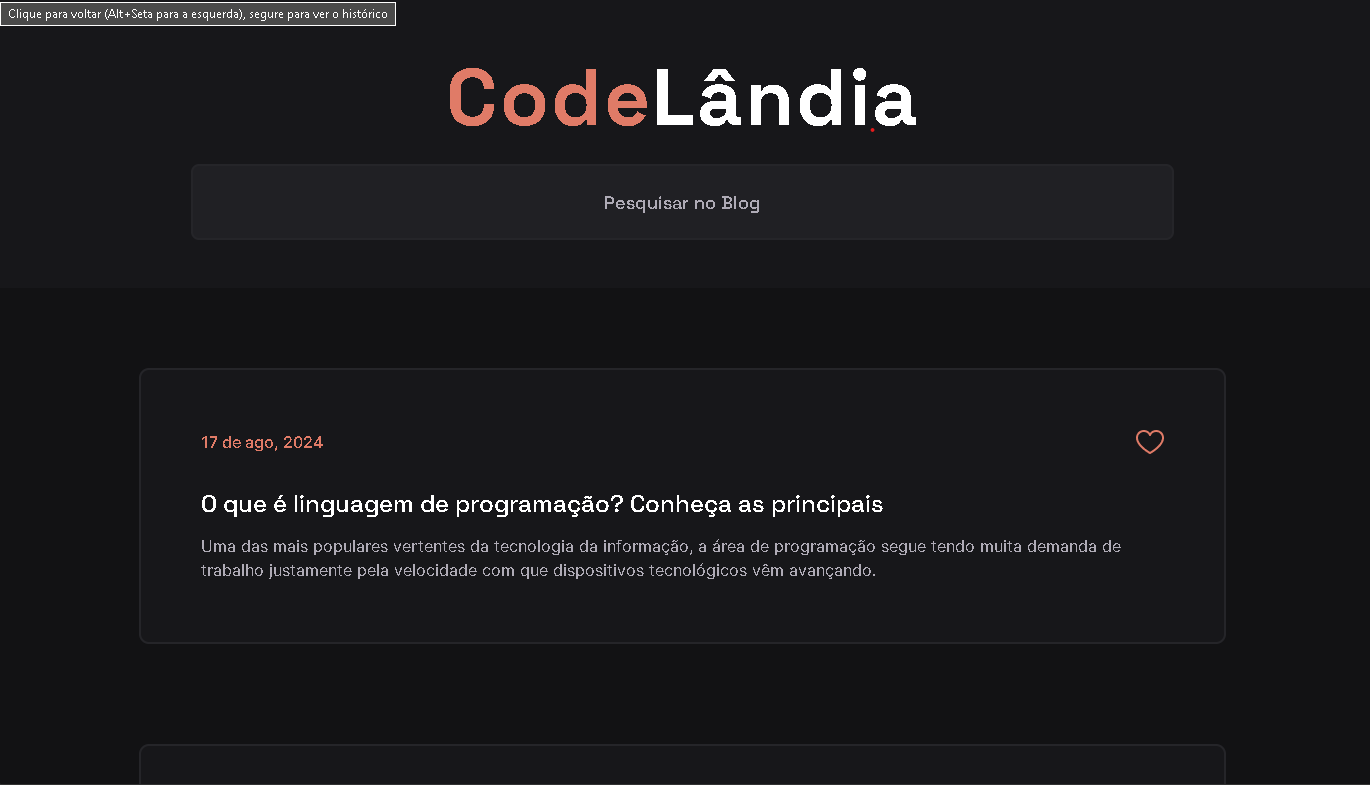 Clique para voltar (Alt+Seta para a esquerda), segure para ver o histórico
CodeLândia
Pesquisar no Blog
17 de ago, 2024
O que é linguagem de programação? Conheça as principais
Uma das mais populares vertentes da tecnologia da informação, a área de programação segue tendo muita demanda de
trabalho justamente pela velocidade com que dispositivos tecnológicos vêm avançando.